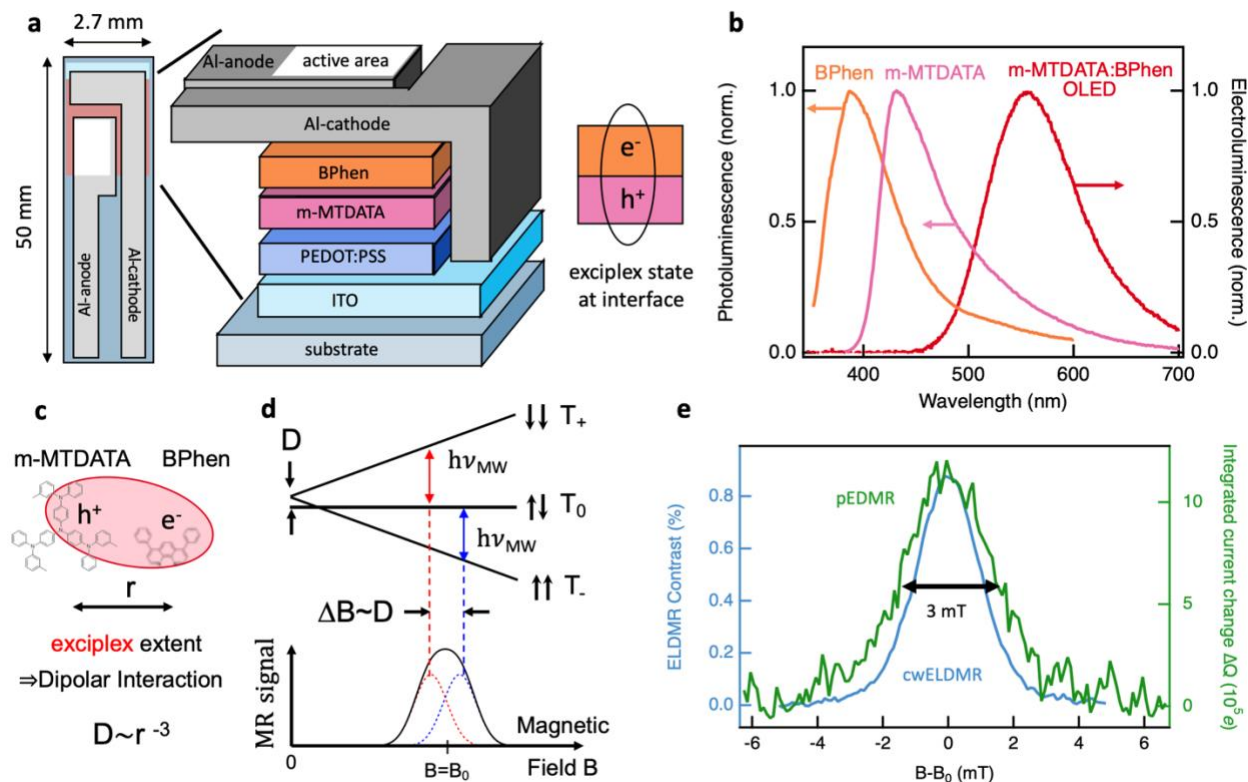 a
2.7 mm
50 mm
Al-anode
Al-cathode
Al-anode
active area
Al-cathode
BPhen
m-MTDATA
PEDOT:PSS
ITO
substrate
e-
h+
exciplex state
at interface
b
BPhen
m-MTDATA
m-MTDATA:BPhen
OLED
Photoluminescence (norm.)
1.0
0.5
0.0
1.0
0.5
0.0
Electroluminescence (norm.)
400
500
600
700
Wavelength (nm)
c
m-MTDATA
BPhen
h+
e-
r
exciplex extent
⇒Dipolar Interaction
D~r -3
d
D
↓↓ T+
hνMW
↑↓ T0
hνMW
↑↑ T-
ΔB~D
MR signal
0
B=B0
Magnetic
Field B
e
ELDMR Contrast (%)
0.8
0.6
0.4
0.2
0.0
pEDMR
3 mT
cwELDMR
10
5
0
Integrated current change ΔQ (10⁵ e)
-6
-4
-2
0
2
4
6
B-B0 (mT)